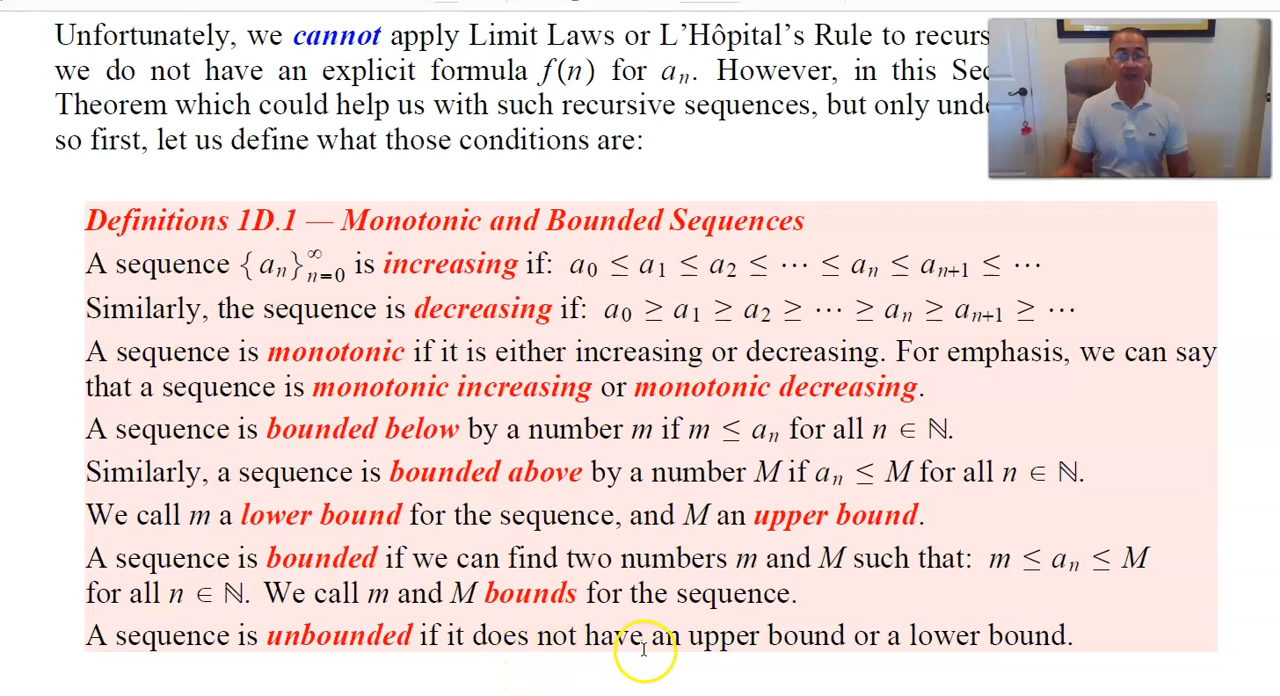 Unfortunately, we cannot apply Limit Laws or L'Hôpital's Rule to recurs
we do not have an explicit formula f(n) for aₙ. However, in this Sec
Theorem which could help us with such recursive sequences, but only unde
so first, let us define what those conditions are:
Definitions 1D.1 — Monotonic and Bounded Sequences
A sequence {aₙ}∞ₙ₌₀ is increasing if: a₀ ≤ a₁ ≤ a₂ ≤ ⋯ ≤ aₙ ≤ aₙ₊₁ ≤ ⋯
Similarly, the sequence is decreasing if: a₀ ≥ a₁ ≥ a₂ ≥ ⋯ ≥ aₙ ≥ aₙ₊₁ ≥ ⋯
A sequence is monotonic if it is either increasing or decreasing. For emphasis, we can say
that a sequence is monotonic increasing or monotonic decreasing.
A sequence is bounded below by a number m if m ≤ aₙ for all n ∈ ℕ.
Similarly, a sequence is bounded above by a number M if aₙ ≤ M for all n ∈ ℕ.
We call m a lower bound for the sequence, and M an upper bound.
A sequence is bounded if we can find two numbers m and M such that: m ≤ aₙ ≤ M
for all n ∈ ℕ. We call m and M bounds for the sequence.
A sequence is unbounded if it does not have an upper bound or a lower bound.